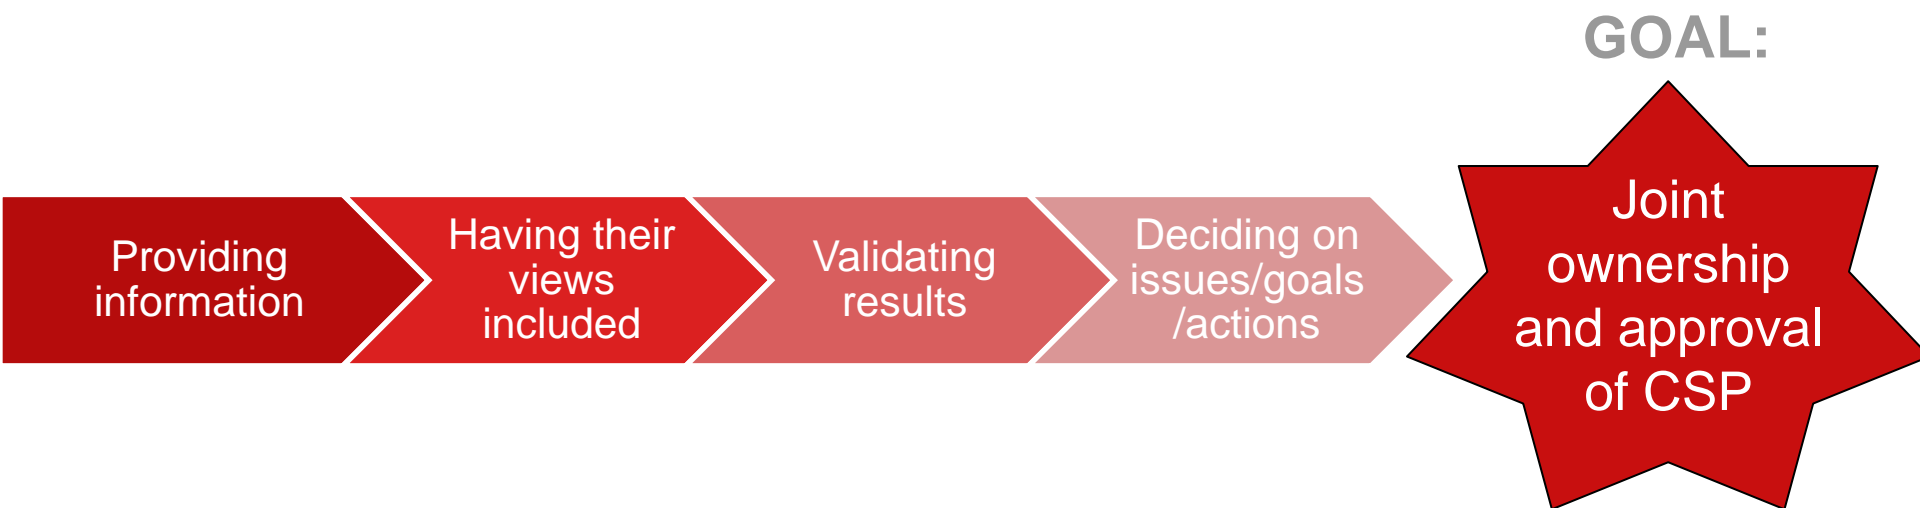 GOAL:
Providing
information
Having their
views
included
Validating
results
Deciding on
issues/goals
/actions
Joint
ownership
and approval
of CSP